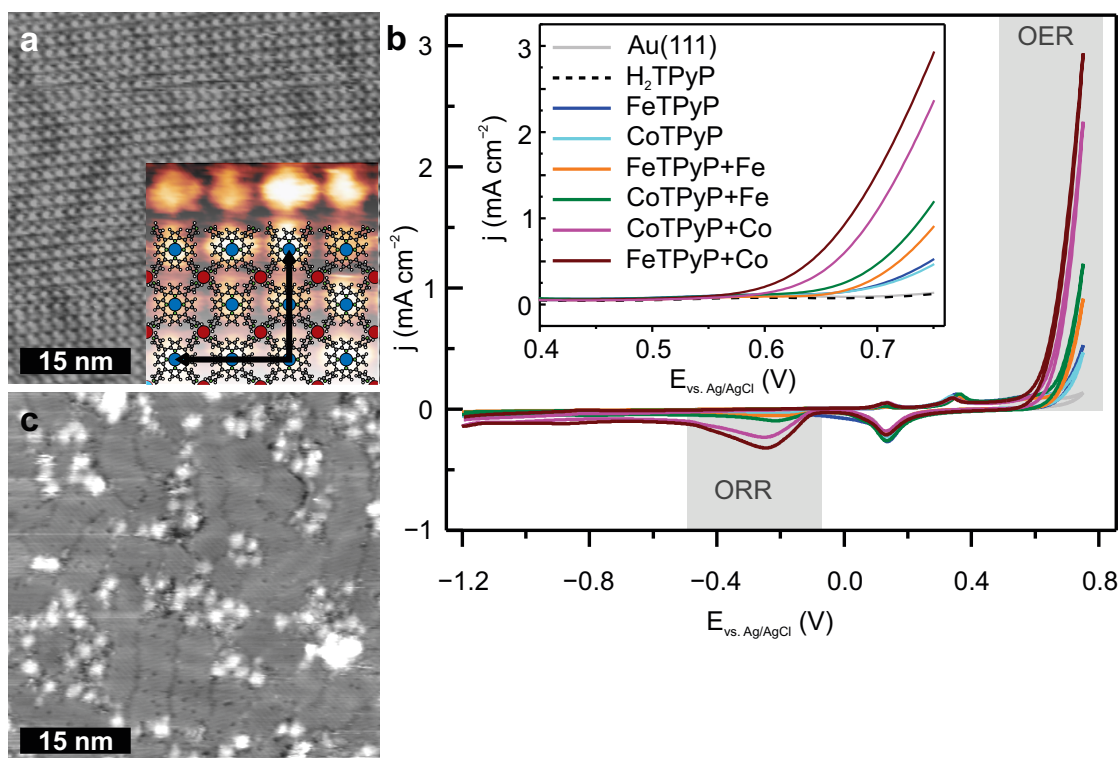 a
15 nm
b
j (mA cm⁻²)
3
2
1
0
−1
−1.2
−0.8
−0.4
0.0
0.4
0.8
E vs. Ag/AgCl (V)
OER
ORR
j (mA cm⁻²)
3
2
1
0
0.4
0.5
0.6
0.7
E vs. Ag/AgCl (V)
Au(111)
H₂TPyP
FeTPyP
CoTPyP
FeTPyP+Fe
CoTPyP+Fe
CoTPyP+Co
FeTPyP+Co
c
15 nm